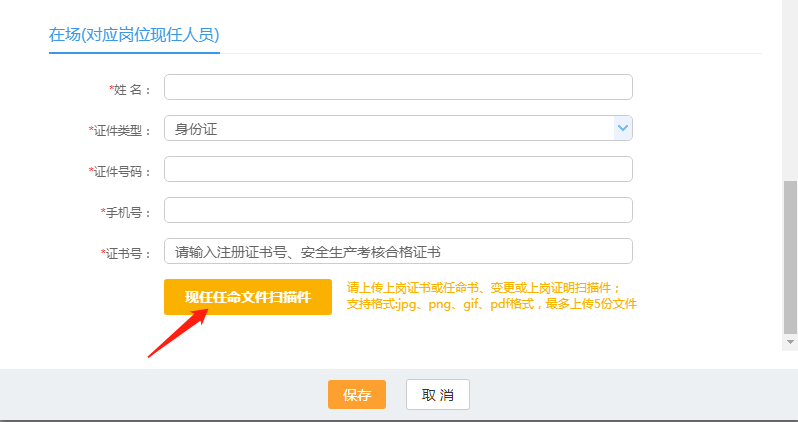 在场(对应岗位现任人员)
*姓 名：
*证件类型： 身份证
*证件号码：
*手机号：
*证书号： 请输入注册证书号、安全生产考核合格证书
现任任命文件扫描件
请上传上岗证书或任命书、变更或上岗证明扫描件；
支持格式:jpg、png、gif、pdf格式，最多上传5份文件
保存 取 消